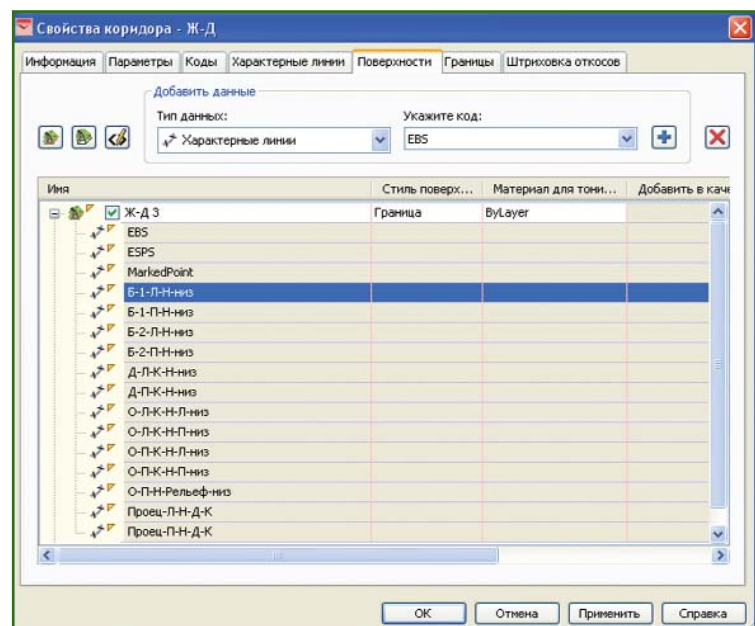 Свойства коридора - Ж-Д
Информация Параметры Коды Характерные линии Поверхности Границы Штриховка откосов
Добавить данные
Тип данных: Укажите код:
Характерные линии EBS
Имя Стиль поверх... Материал для тони... Добавить в каче
Ж-Д 3 Граница ByLayer
EBS
ESPS
MarkedPoint
Б-1-Л-Н-низ
Б-1-П-Н-низ
Б-2-Л-Н-низ
Б-2-П-Н-низ
Д-Л-К-Н-низ
Д-П-К-Н-низ
О-Л-К-Н-Л-низ
О-Л-К-Н-П-низ
О-П-К-Н-Л-низ
О-П-К-Н-П-низ
О-П-Н-Рельеф-низ
Проец-Л-Н-Д-К
Проец-П-Н-Д-К
OK Отмена Применить Справка